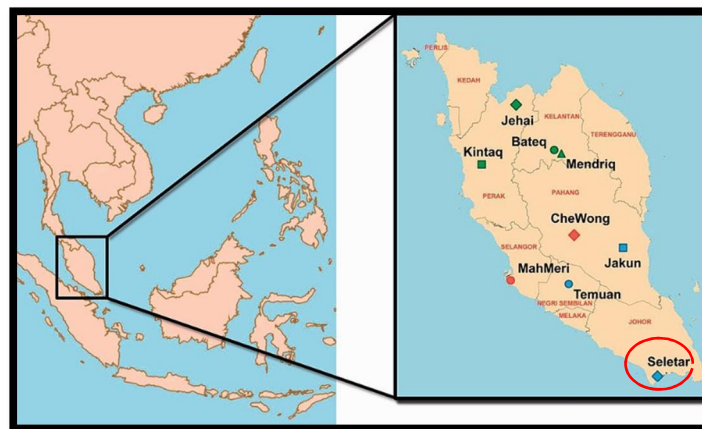 PERLIS
KEDAH
Jehai
KELANTAN
TERENGGANU
Bateq
Kintaq
Mendriq
PERAK
PAHANG
CheWong
SELANGOR
Jakun
MahMeri
Temuan
NEGRI SEMBILAN
MELAKA
JOHOR
Seletar